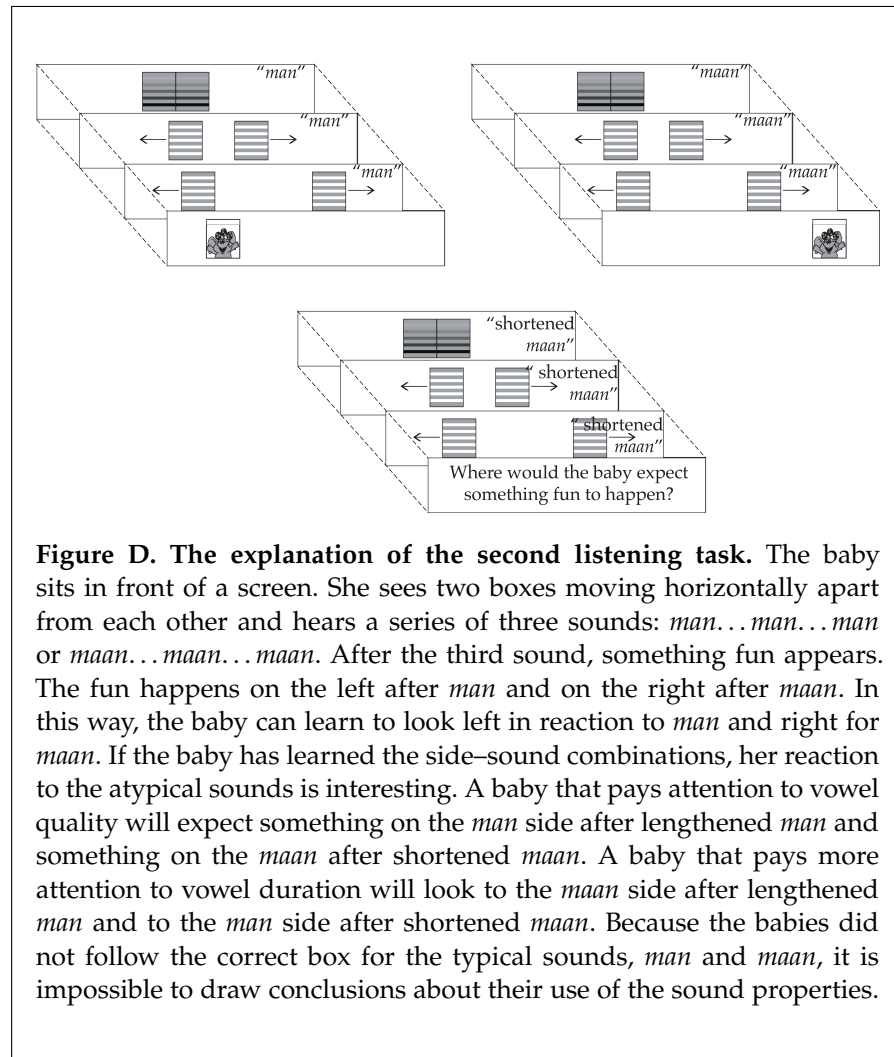 "man"
"man"
"man"
"maan"
"maan"
"maan"
"shortened
maan"
" shortened
maan"
" shortened
maan"
Where would the baby expect
something fun to happen?
Figure D. The explanation of the second listening task. The baby
sits in front of a screen. She sees two boxes moving horizontally apart
from each other and hears a series of three sounds: man...man...man
or maan...maan...maan. After the third sound, something fun appears.
The fun happens on the left after man and on the right after maan. In
this way, the baby can learn to look left in reaction to man and right for
maan. If the baby has learned the side–sound combinations, her reaction
to the atypical sounds is interesting. A baby that pays attention to vowel
quality will expect something on the man side after lengthened man and
something on the maan after shortened maan. A baby that pays more
attention to vowel duration will look to the maan side after lengthened
man and to the man side after shortened maan. Because the babies did
not follow the correct box for the typical sounds, man and maan, it is
impossible to draw conclusions about their use of the sound properties.